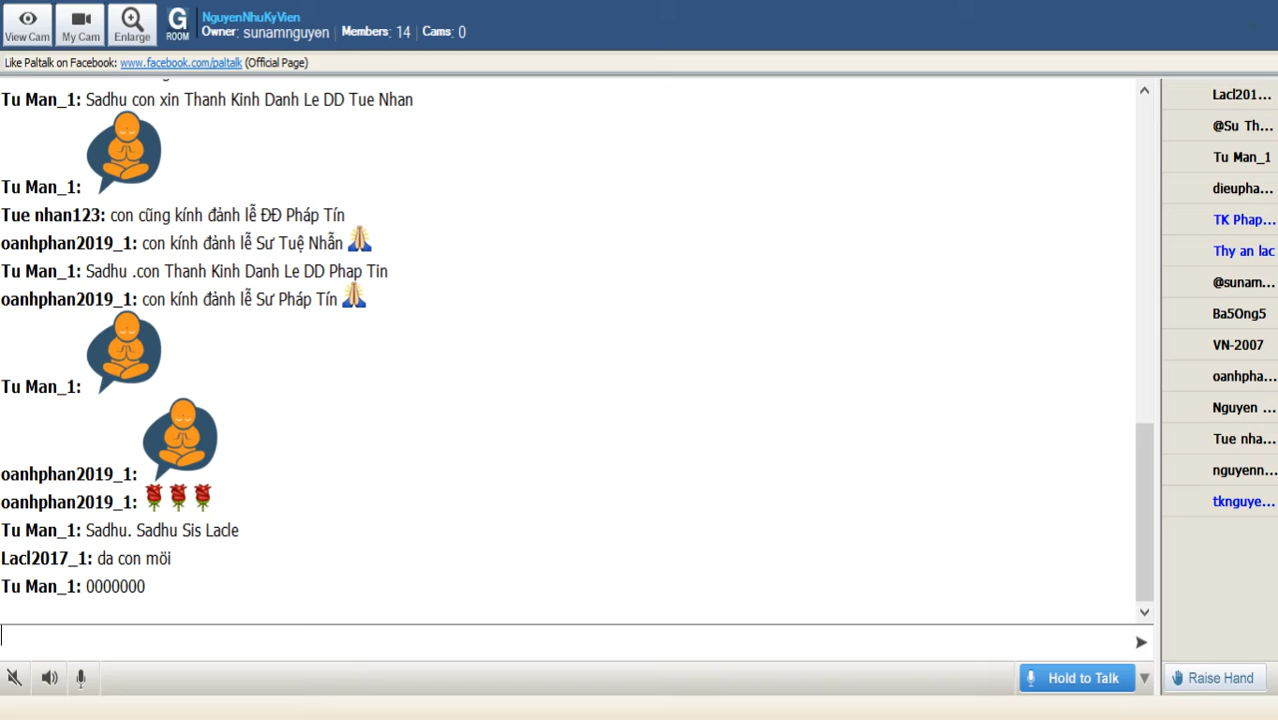 View Cam
My Cam
Enlarge
G
ROOM
NguyenNhuKyVien
Owner: sunamnguyen
Members: 14
Cams: 0
Like Paltalk on Facebook: www.facebook.com/paltalk (Official Page)
Tu Man_1: Sadhu con xin Thanh Kinh Danh Le DD Tue Nhan
Tu Man_1:
Tue nhan123: con cũng kính đảnh lễ ĐĐ Pháp Tín
oanhphan2019_1: con kính đảnh lễ Sư Tuệ Nhẫn 🙏
Tu Man_1: Sadhu .con Thanh Kinh Danh Le DD Phap Tin
oanhphan2019_1: con kính đảnh lễ Sư Pháp Tín 🙏
Tu Man_1:
oanhphan2019_1:
oanhphan2019_1: 🌹🌹🌹
Tu Man_1: Sadhu. Sadhu Sis Lacle
Lacl2017_1: da con möi
Tu Man_1: 0000000
Hold to Talk
Lacl201...
@Su Th...
Tu Man_1
dieupha...
TK Phap...
Thy an lac
@sunam...
Ba5Ong5
VN-2007
oanhpha...
Nguyen ...
Tue nha...
nguyenn...
tknguye...
Raise Hand